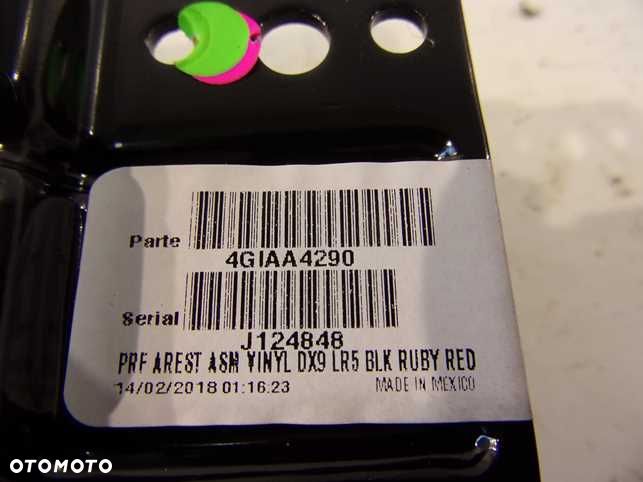 Parte
4GIAA4290
Serial
J124848
PRF AREST ASM VINYL DX9 LR5 BLK RUBY RED
14/02/2018 01:16:23 MADE IN MEXICO
OTOMOTO